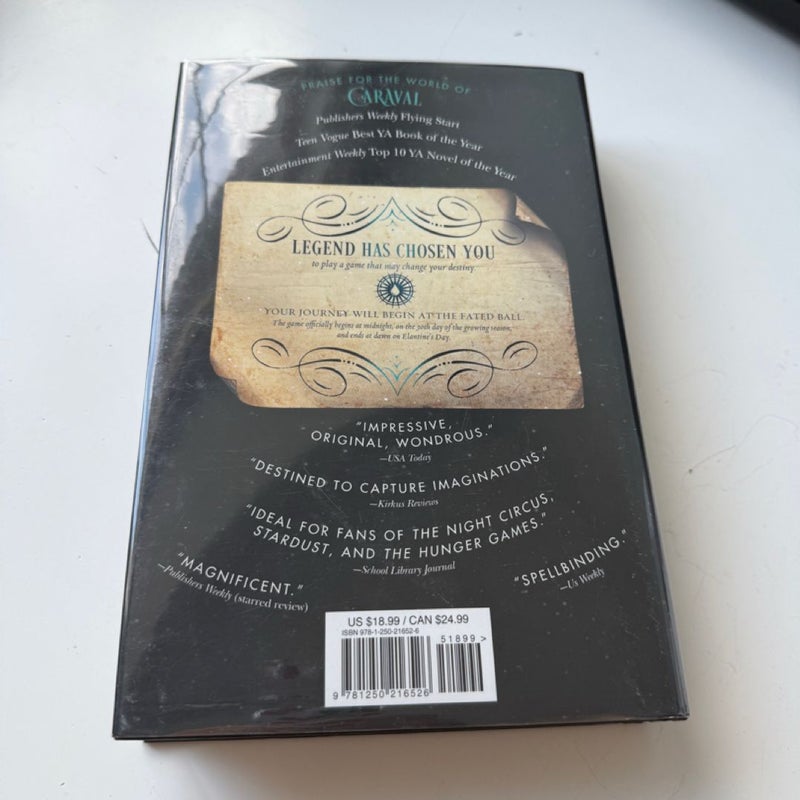 PRAISE FOR THE WORLD OF
CARAVAL
Publishers Weekly Flying Start
Teen Vogue Best YA Book of the Year
Entertainment Weekly Top 10 YA Novel of the Year
LEGEND HAS CHOSEN YOU
to play a game that may change your destiny.
YOUR JOURNEY WILL BEGIN AT THE FATED BALL.
The game officially begins at midnight, on the 30th day of the growing season,
and ends at dawn on Elantine's Day.
"IMPRESSIVE,
ORIGINAL, WONDROUS."
—USA Today
"DESTINED TO CAPTURE IMAGINATIONS."
—Kirkus Reviews
"IDEAL FOR FANS OF THE NIGHT CIRCUS,
STARDUST, AND THE HUNGER GAMES."
—School Library Journal
"MAGNIFICENT."
—Publishers Weekly (starred review)
"SPELLBINDING."
—Us Weekly
US $18.99 / CAN $24.99
ISBN 978-1-250-21652-6
51899 >
9 781250 216526